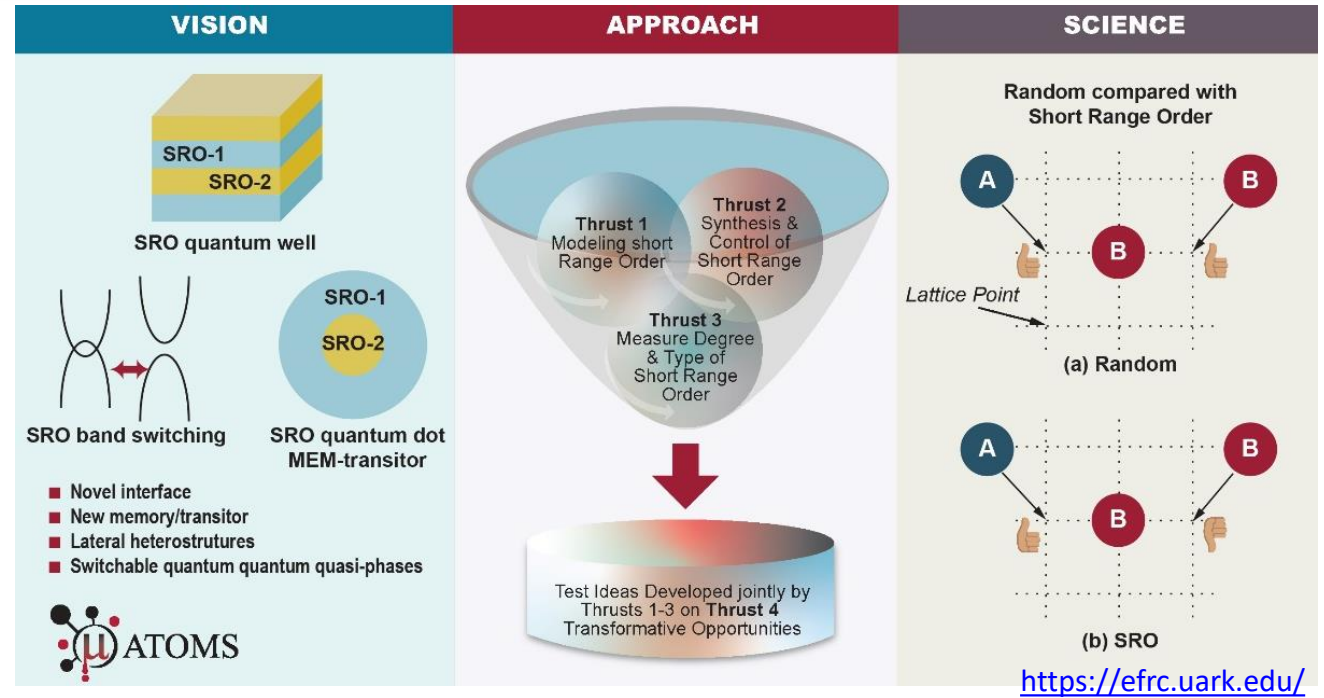 VISION
SRO-1
SRO-2
SRO quantum well
SRO band switching
SRO-1
SRO-2
SRO quantum dot
MEM-transitor
Novel interface
New memory/transitor
Lateral heterostrutures
Switchable quantum quantum quasi-phases
μ ATOMS
APPROACH
Thrust 1
Modeling short
Range Order
Thrust 2
Synthesis &
Control of
Short Range
Order
Thrust 3
Measure Degree
& Type of
Short Range
Order
Test Ideas Developed jointly by
Thrusts 1-3 on Thrust 4
Transformative Opportunities
SCIENCE
Random compared with
Short Range Order
A
B
B
Lattice Point
(a) Random
A
B
B
(b) SRO
https://efrc.uark.edu/